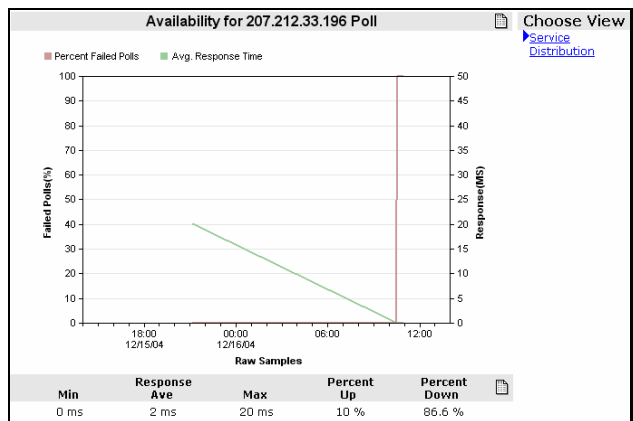 Availability for 207.212.33.196 Poll
Choose View
Service
Distribution
Percent Failed Polls
Avg. Response Time
100
90
80
70
60
50
40
30
20
10
0
Failed Polls(%)
50
45
40
35
30
25
20
15
10
5
0
Response(MS)
18:00
12/15/04
00:00
12/16/04
06:00
12:00
Raw Samples
Min
Response Ave
Max
Percent Up
Percent Down
0 ms
2 ms
20 ms
10 %
86.6 %